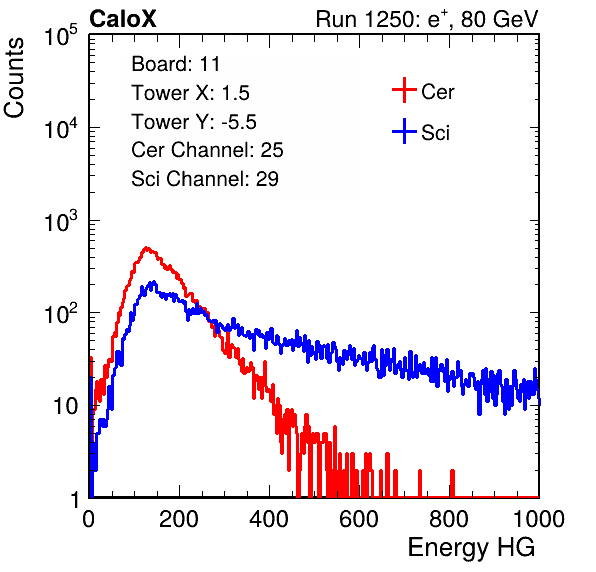 CaloX
Run 1250: e+, 80 GeV
Counts
Board: 11
Tower X: 1.5
Tower Y: -5.5
Cer Channel: 25
Sci Channel: 29
Cer
Sci
10^5
10^4
10^3
10^2
10
1
0 200 400 600 800 1000
Energy HG